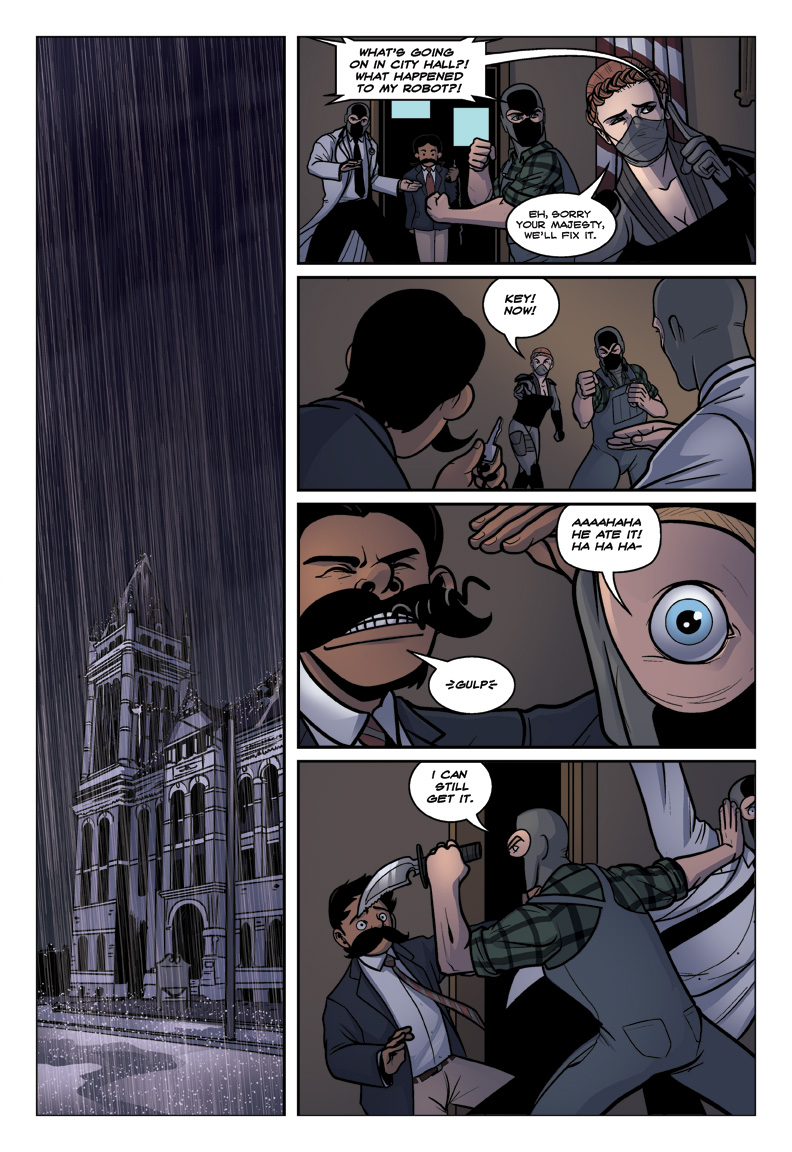 WHAT'S GOING
ON IN CITY HALL?!
WHAT HAPPENED
TO MY ROBOT?!
EH, SORRY
YOUR MAJESTY,
WE'LL FIX IT.
KEY!
NOW!
AAAAHAHA
HE ATE IT!
HA HA HA-
GULP
I CAN
STILL
GET IT.